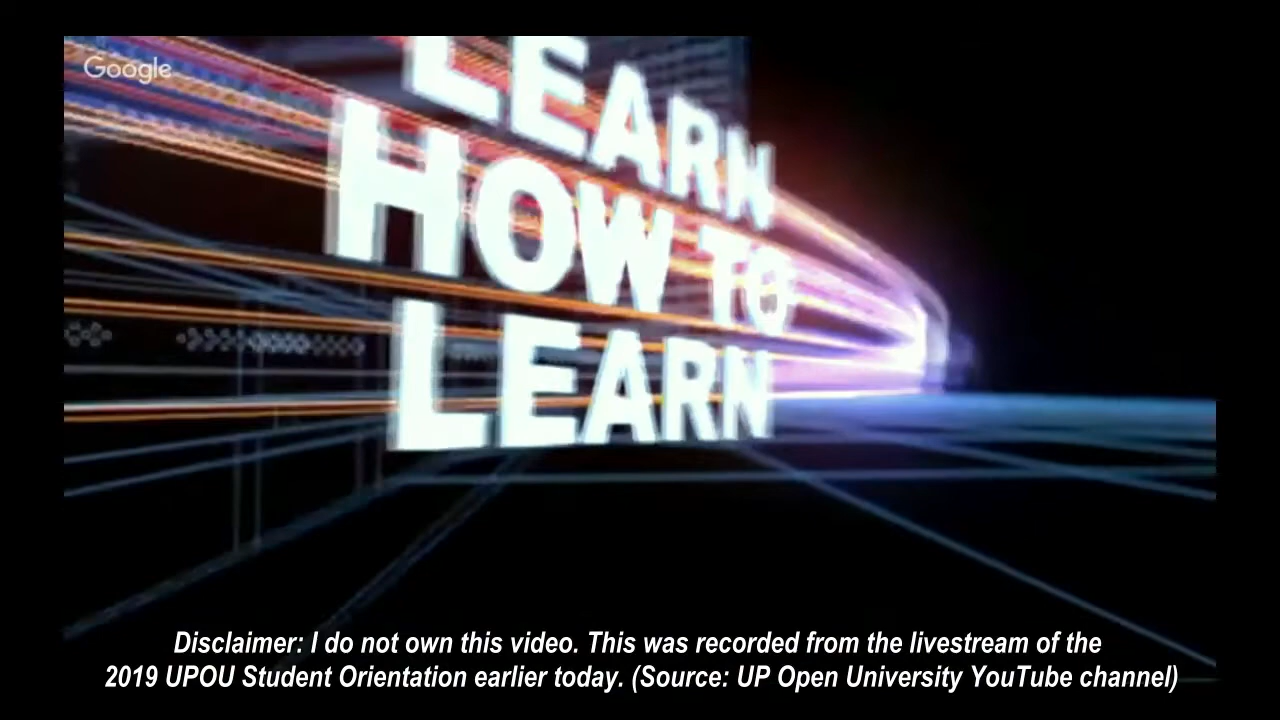 Google
LEARN
HOW TO
LEARN
Disclaimer: I do not own this video. This was recorded from the livestream of the
2019 UPOU Student Orientation earlier today. (Source: UP Open University YouTube channel)